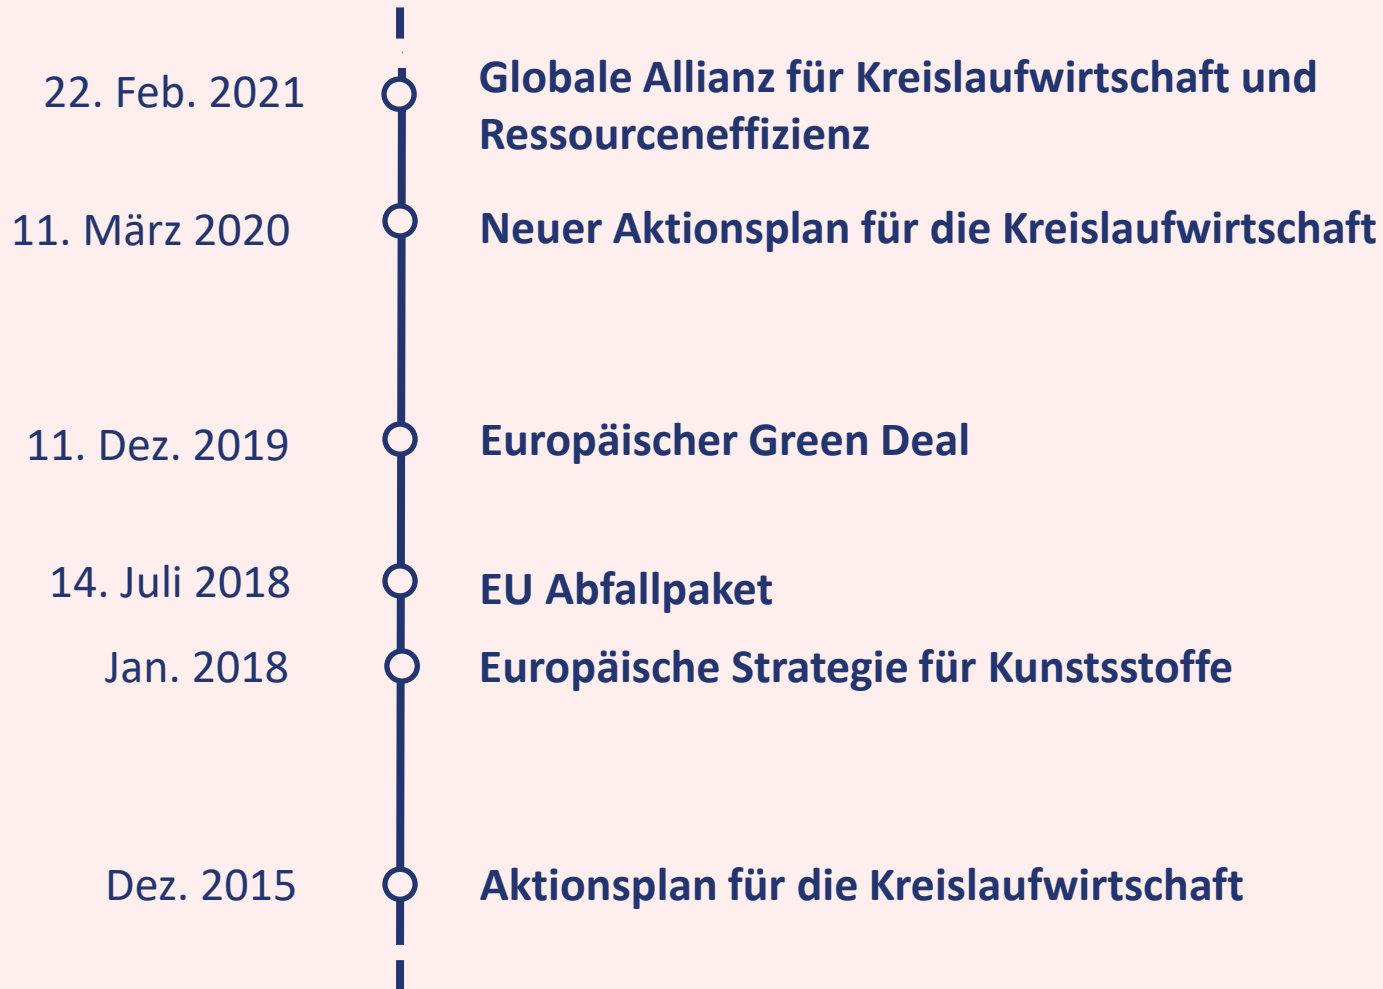 22. Feb. 2021
Globale Allianz für Kreislaufwirtschaft und
Ressourceneffizienz
11. März 2020
Neuer Aktionsplan für die Kreislaufwirtschaft
11. Dez. 2019
Europäischer Green Deal
14. Juli 2018
EU Abfallpaket
Jan. 2018
Europäische Strategie für Kunstsstoffe
Dez. 2015
Aktionsplan für die Kreislaufwirtschaft